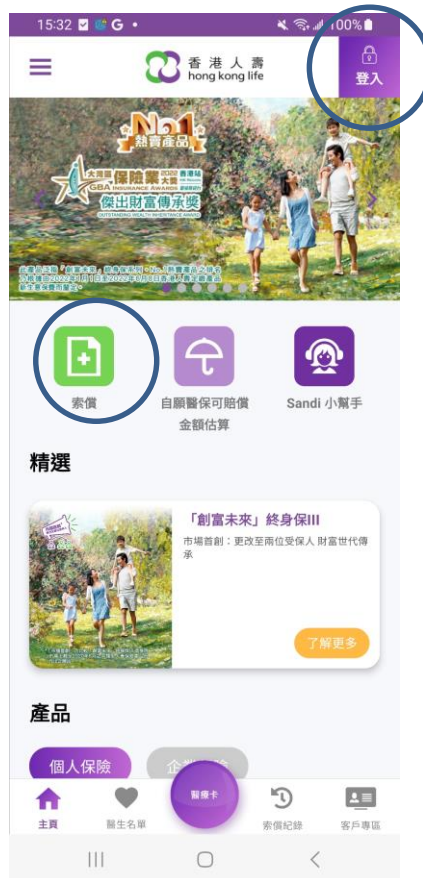 15:32
G
100%
香港人壽
hong kong life
登入
No.1
熱賣產品
大灣區
GBA
保險業
2022
大獎
香港站
INSURANCE AWARDS
傑出財富傳承獎
OUTSTANDING WEALTH INHERITANCE AWARD
索償
自願醫保可賠償
金額估算
Sandi 小幫手
精選
「創富未來」終身保III
市場首創：更改至兩位受保人 財富世代傳
承
了解更多
產品
個人保險
主頁
醫生名單
醫療卡
索償紀錄
客戶專區